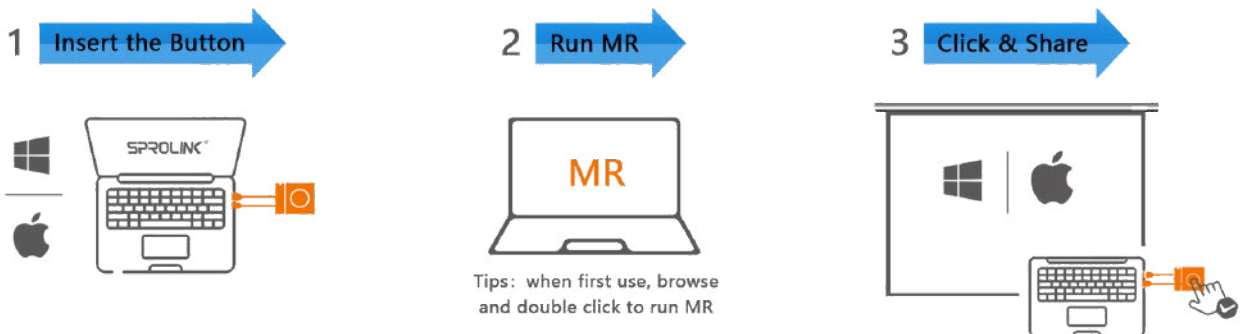 1 Insert the Button
2 Run MR
3 Click & Share
SPROLINK®
MR
Tips: when first use, browse
and double click to run MR